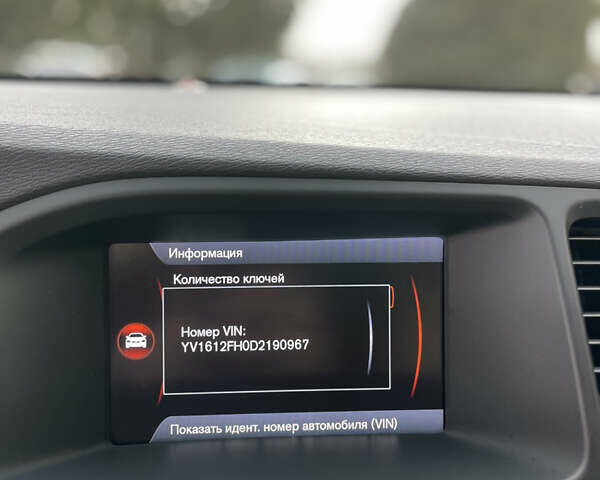 Информация
Количество ключей
Номер VIN:
YV1612FH0D2190967
Показать идент. номер автомобиля (VIN)